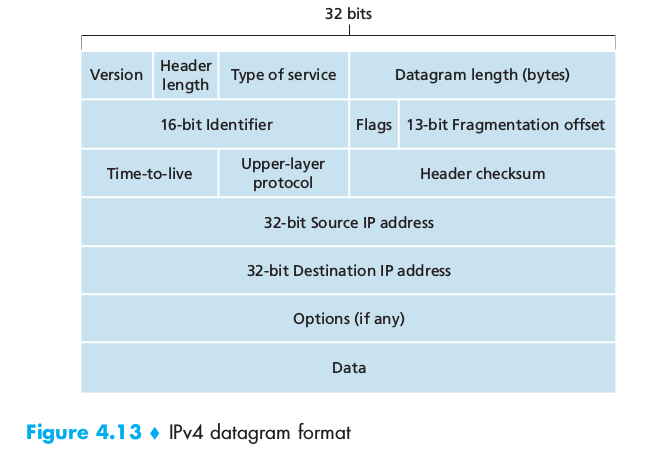 32 bits
Version
Header
length
Type of service
Datagram length (bytes)
16-bit Identifier
Flags
13-bit Fragmentation offset
Time-to-live
Upper-layer
protocol
Header checksum
32-bit Source IP address
32-bit Destination IP address
Options (if any)
Data
Figure 4.13 ♦ IPv4 datagram format